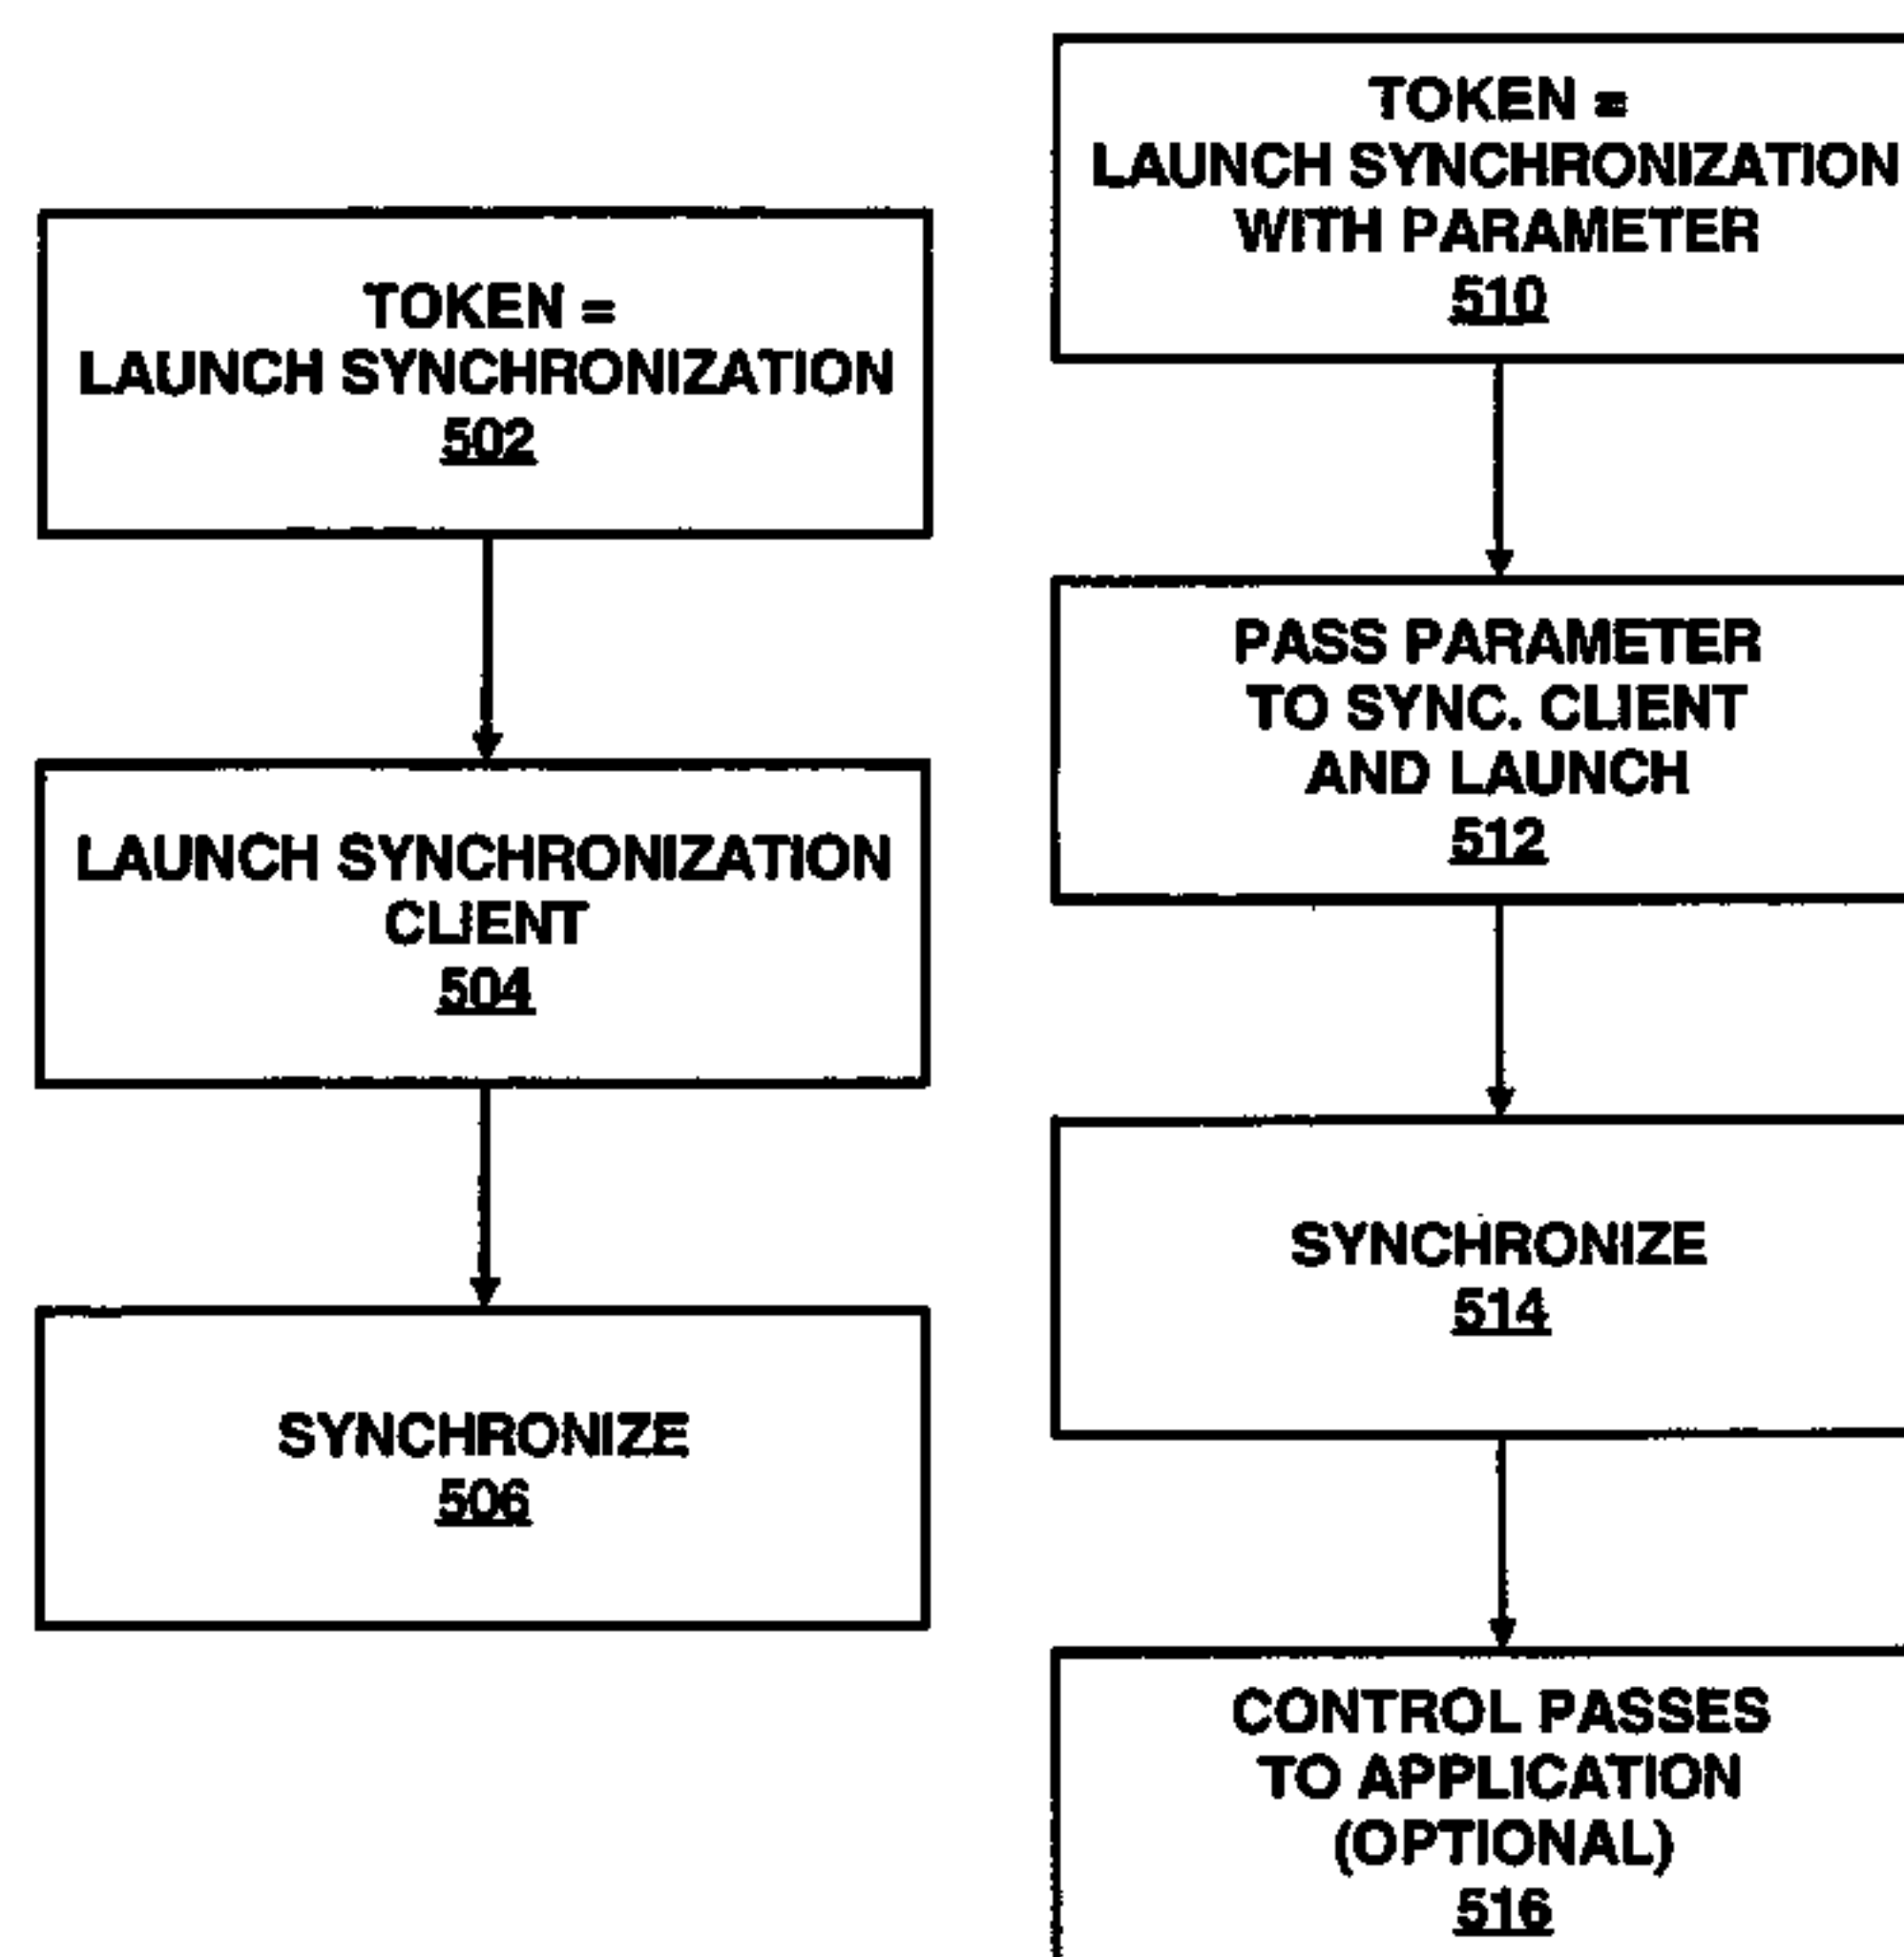 TOKEN =
LAUNCH SYNCHRONIZATION
502
LAUNCH SYNCHRONIZATION
CLIENT
504
SYNCHRONIZE
506
TOKEN =
LAUNCH SYNCHRONIZATION
WITH PARAMETER
510
PASS PARAMETER
TO SYNC. CLIENT
AND LAUNCH
512
SYNCHRONIZE
514
CONTROL PASSES
TO APPLICATION
(OPTIONAL)
516